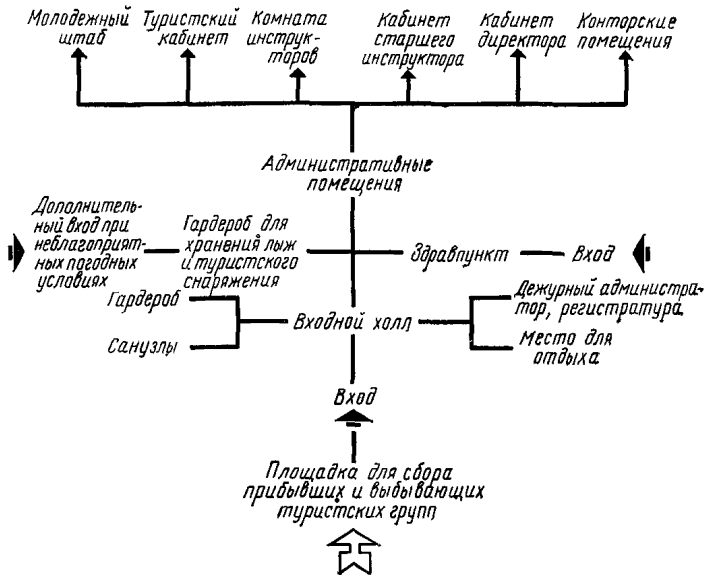 Молодежный
штаб
Туристский
кабинет
Комната
инструк-
торов
Кабинет
старшего
инструктора
Кабинет
директора
Конторские
помещения
Административные
помещения
Дополнитель-
ный вход при
неблагоприят-
ных погодных
условиях
Гардероб для
хранения лыж
и туристского
снаряжения
Здравпункт
Вход
Гардероб
Санузлы
Входной холл
Дежурный администра-
тор, регистратура
Место для
отдыха
Вход
Площадка для сбора
прибывших и выбывающих
туристских групп